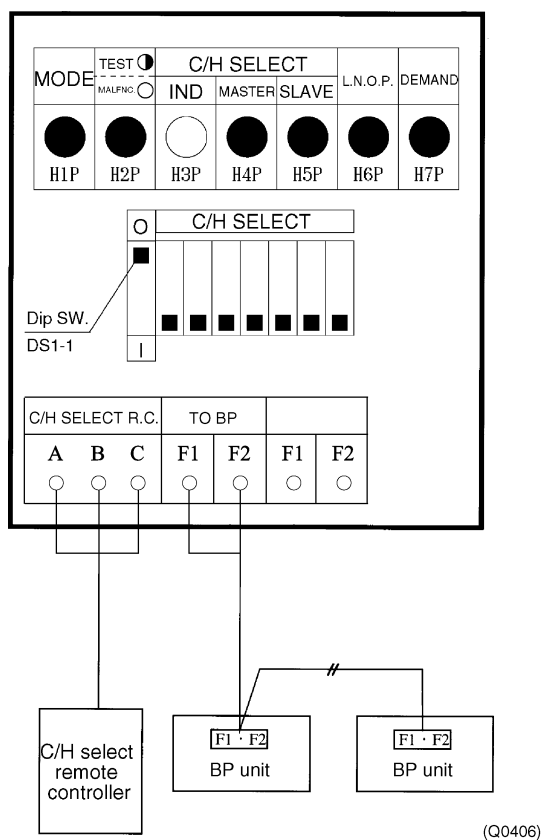 MODE
TEST
MALFNC.
C/H SELECT
IND
MASTER
SLAVE
L.N.O.P.
DEMAND
H1P
H2P
H3P
H4P
H5P
H6P
H7P
O
C/H SELECT
Dip SW.
DS1-1
I
C/H SELECT R.C.
TO BP
A
B
C
F1
F2
F1
F2
C/H select
remote
controller
F1 · F2
BP unit
F1 · F2
BP unit
(Q0406)